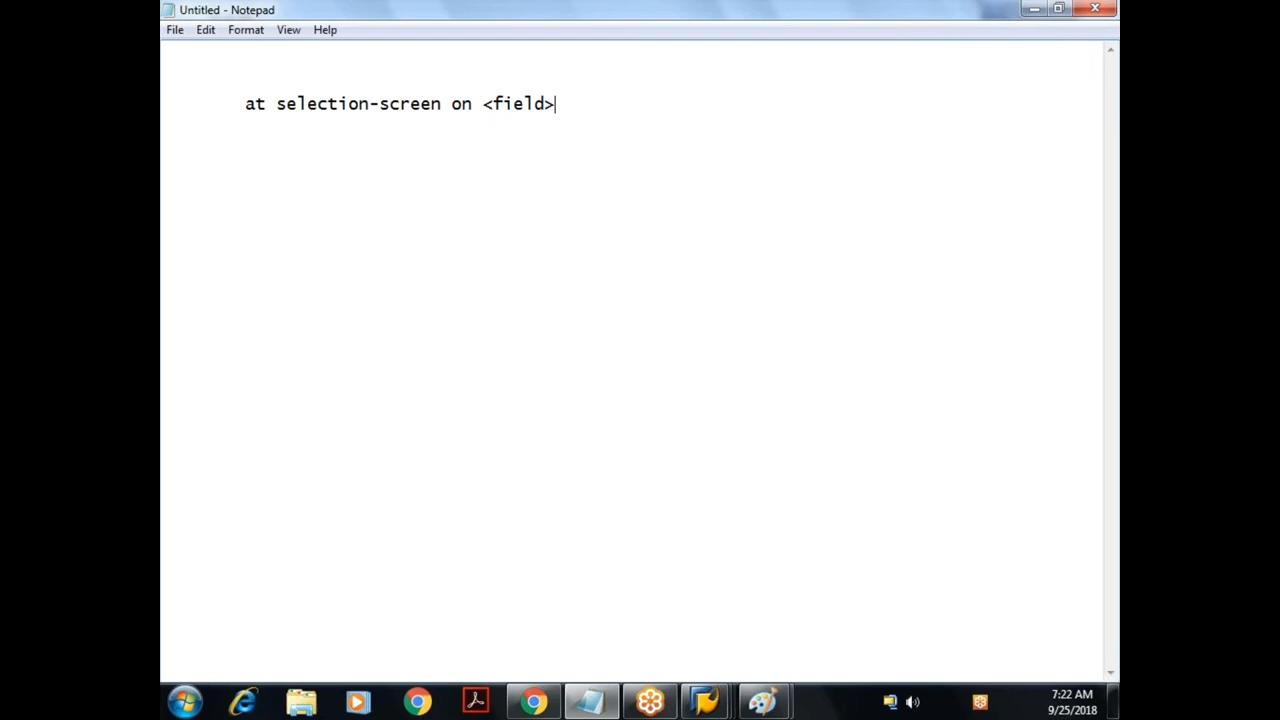 Untitled - Notepad
File Edit Format View Help
at selection-screen on <field>
7:22 AM
9/25/2018